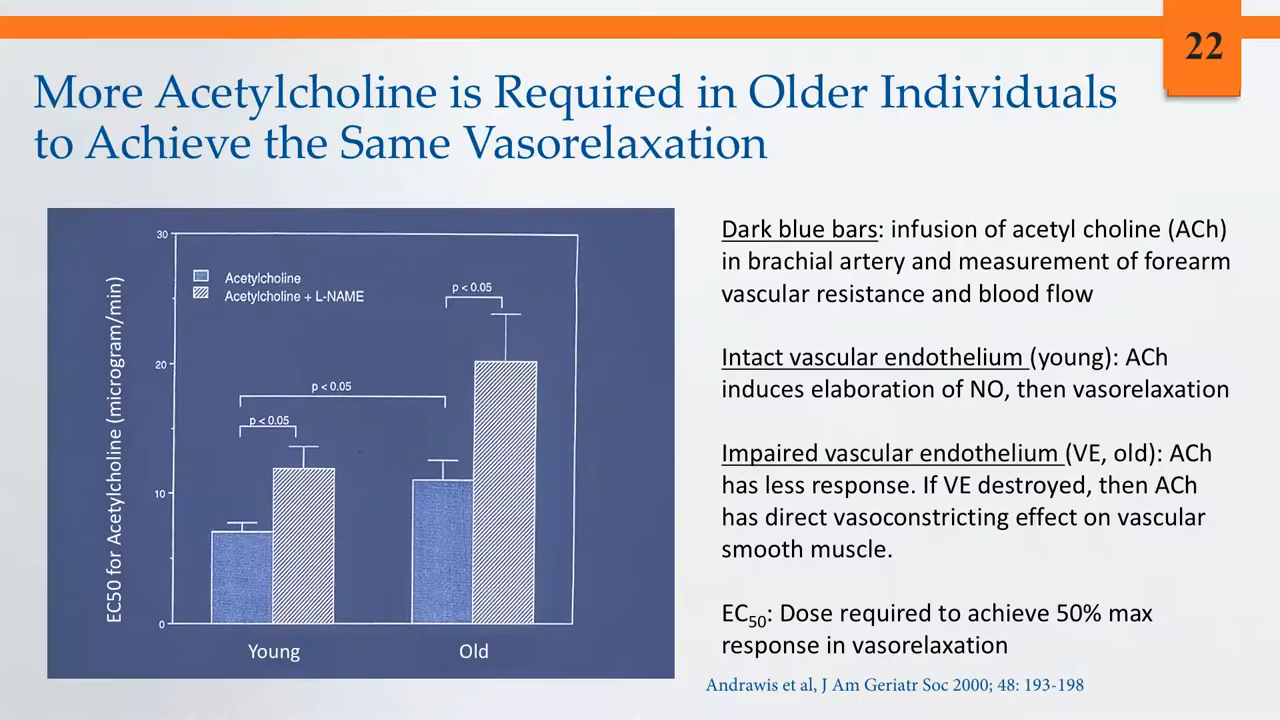 22
More Acetylcholine is Required in Older Individuals
to Achieve the Same Vasorelaxation
EC50 for Acetylcholine (microgram/min)
30
20
10
0
Acetylcholine
Acetylcholine + L-NAME
p < 0.05
p < 0.05
p < 0.05
Young
Old
Dark blue bars: infusion of acetyl choline (ACh)
in brachial artery and measurement of forearm
vascular resistance and blood flow
Intact vascular endothelium (young): ACh
induces elaboration of NO, then vasorelaxation
Impaired vascular endothelium (VE, old): ACh
has less response. If VE destroyed, then ACh
has direct vasoconstricting effect on vascular
smooth muscle.
EC50: Dose required to achieve 50% max
response in vasorelaxation
Andrawis et al, J Am Geriatr Soc 2000; 48: 193-198